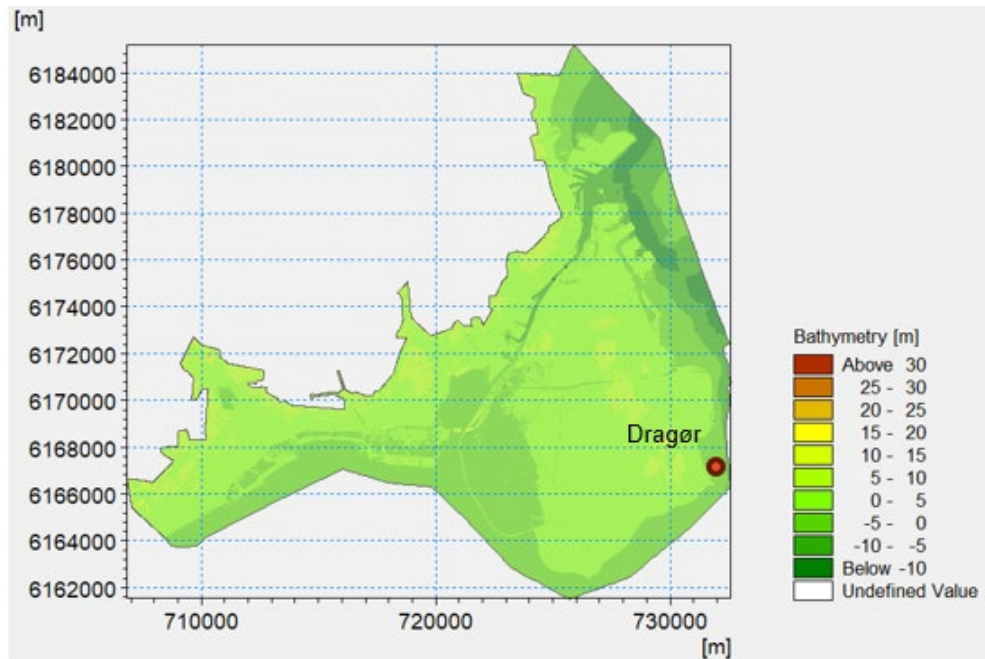 [m]
6184000
6182000
6180000
6178000
6176000
6174000
6172000
6170000
6168000
6166000
6164000
6162000
710000
720000
730000
[m]
Dragør
Bathymetry [m]
Above 30
25 - 30
20 - 25
15 - 20
10 - 15
5 - 10
0 - 5
-5 - 0
-10 - -5
Below -10
Undefined Value